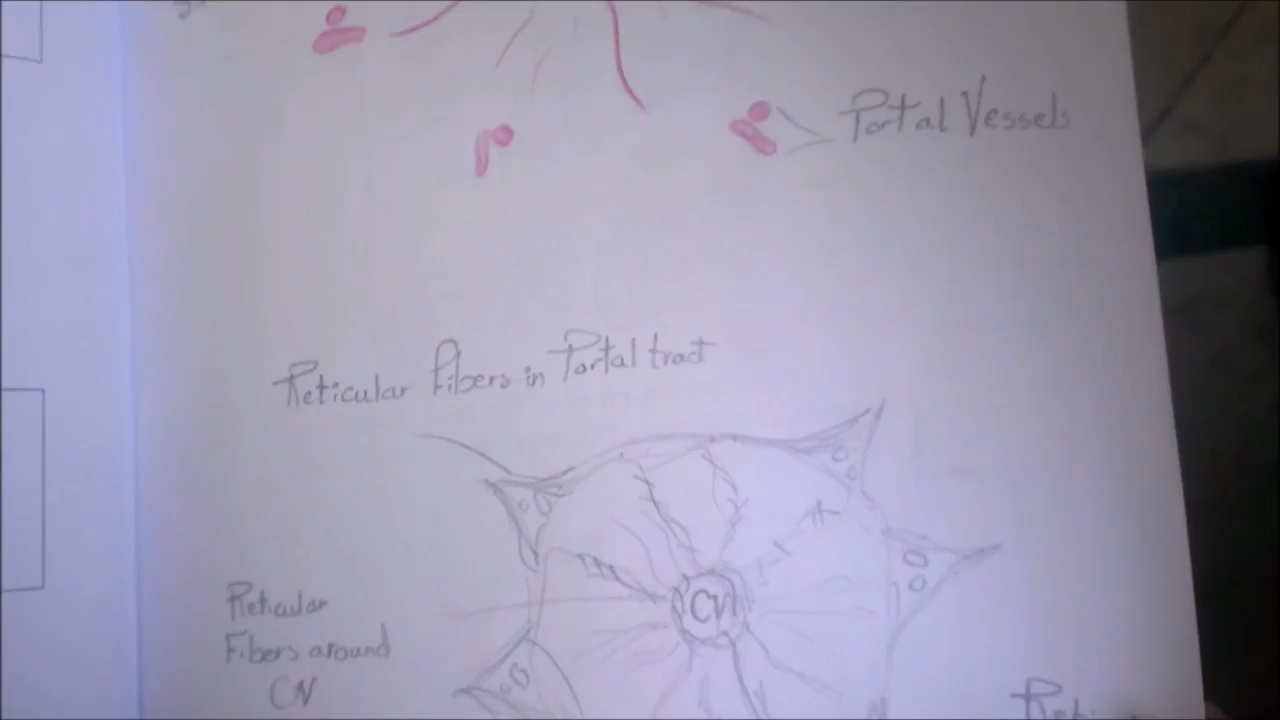 Portal Vessels
Reticular Fibers in Portal tract
CV
Reticular
Fibers around
CV